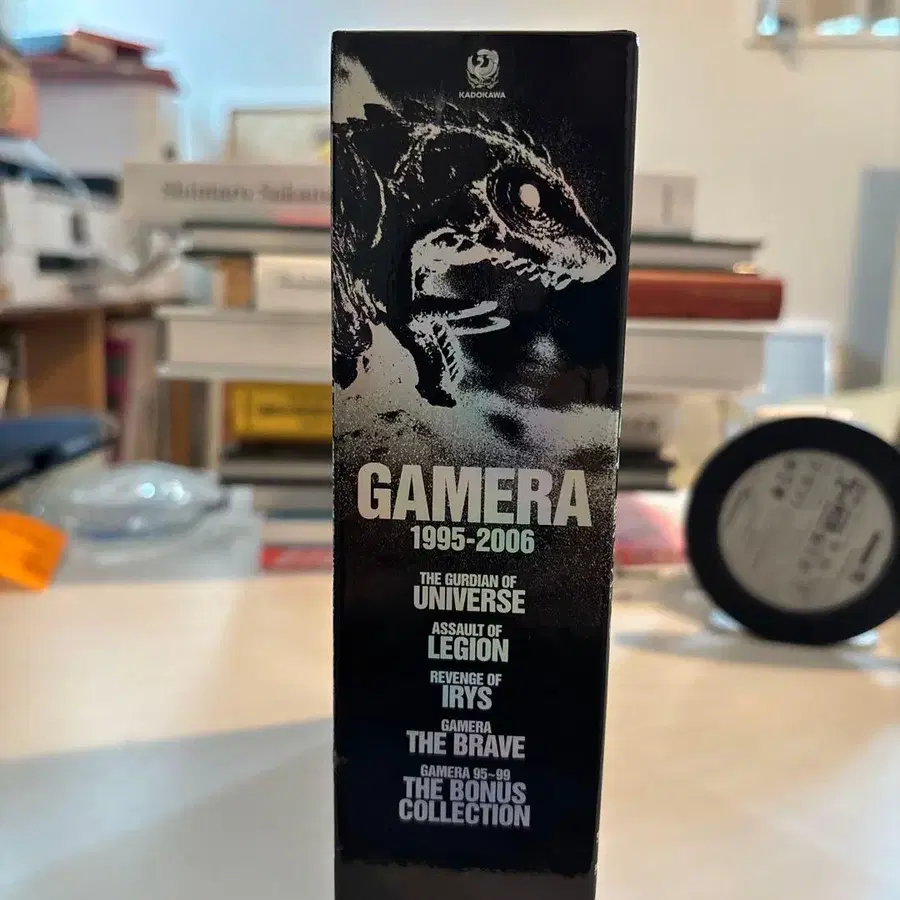 KADOKAWA
GAMERA
1995-2006
THE GURDIAN OF
UNIVERSE
ASSAULT OF
LEGION
REVENGE OF
IRYS
GAMERA
THE BRAVE
GAMERA 95~99
THE BONUS
COLLECTION